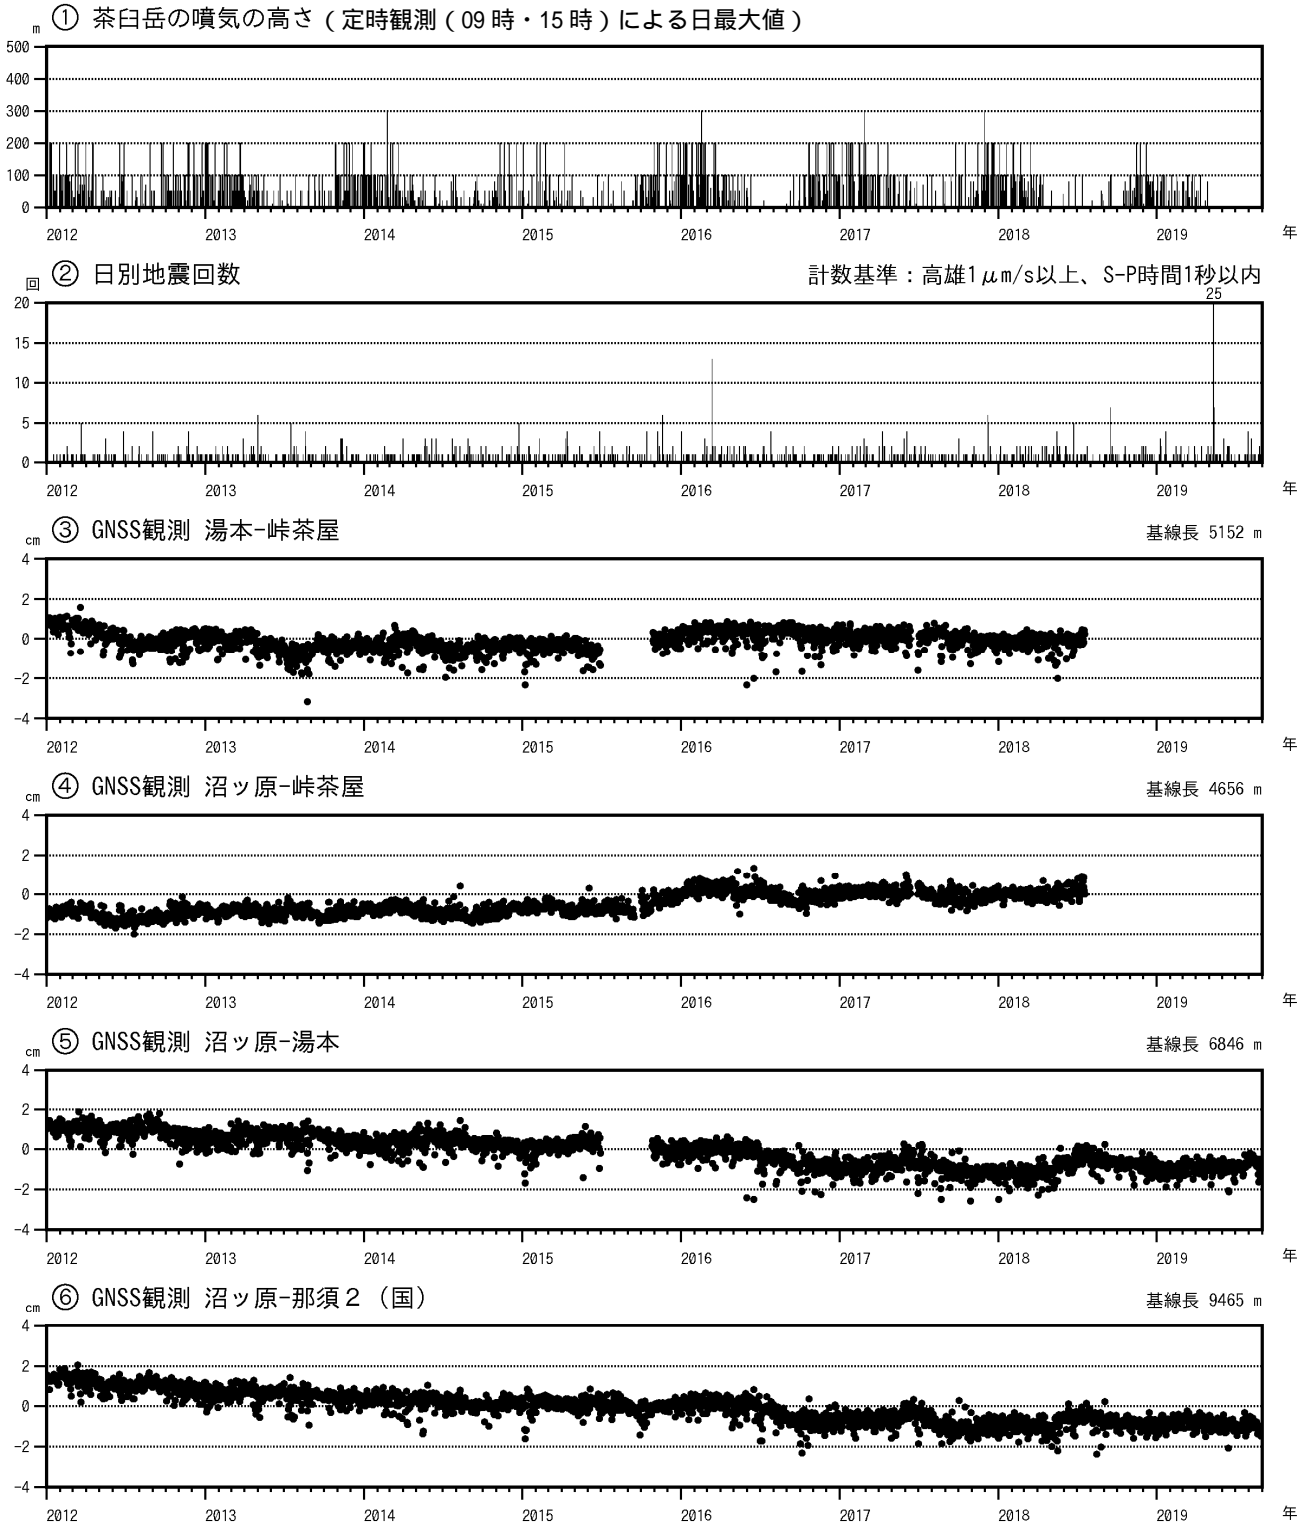 ① 茶臼岳の噴気の高さ（定時観測（09時・15時）による日最大値）
m
500
400
300
200
100
0
2012 2013 2014 2015 2016 2017 2018 2019 年
② 日別地震回数
計数基準：高雄1μm/s以上、S-P時間1秒以内
回
25
20
15
10
5
0
2012 2013 2014 2015 2016 2017 2018 2019 年
③ GNSS観測 湯本-峠茶屋
基線長 5152 m
cm
4
2
0
-2
-4
2012 2013 2014 2015 2016 2017 2018 2019 年
④ GNSS観測 沼ッ原-峠茶屋
基線長 4656 m
cm
4
2
0
-2
-4
2012 2013 2014 2015 2016 2017 2018 2019 年
⑤ GNSS観測 沼ッ原-湯本
基線長 6846 m
cm
4
2
0
-2
-4
2012 2013 2014 2015 2016 2017 2018 2019 年
⑥ GNSS観測 沼ッ原-那須２（国）
基線長 9465 m
cm
4
2
0
-2
-4
2012 2013 2014 2015 2016 2017 2018 2019 年